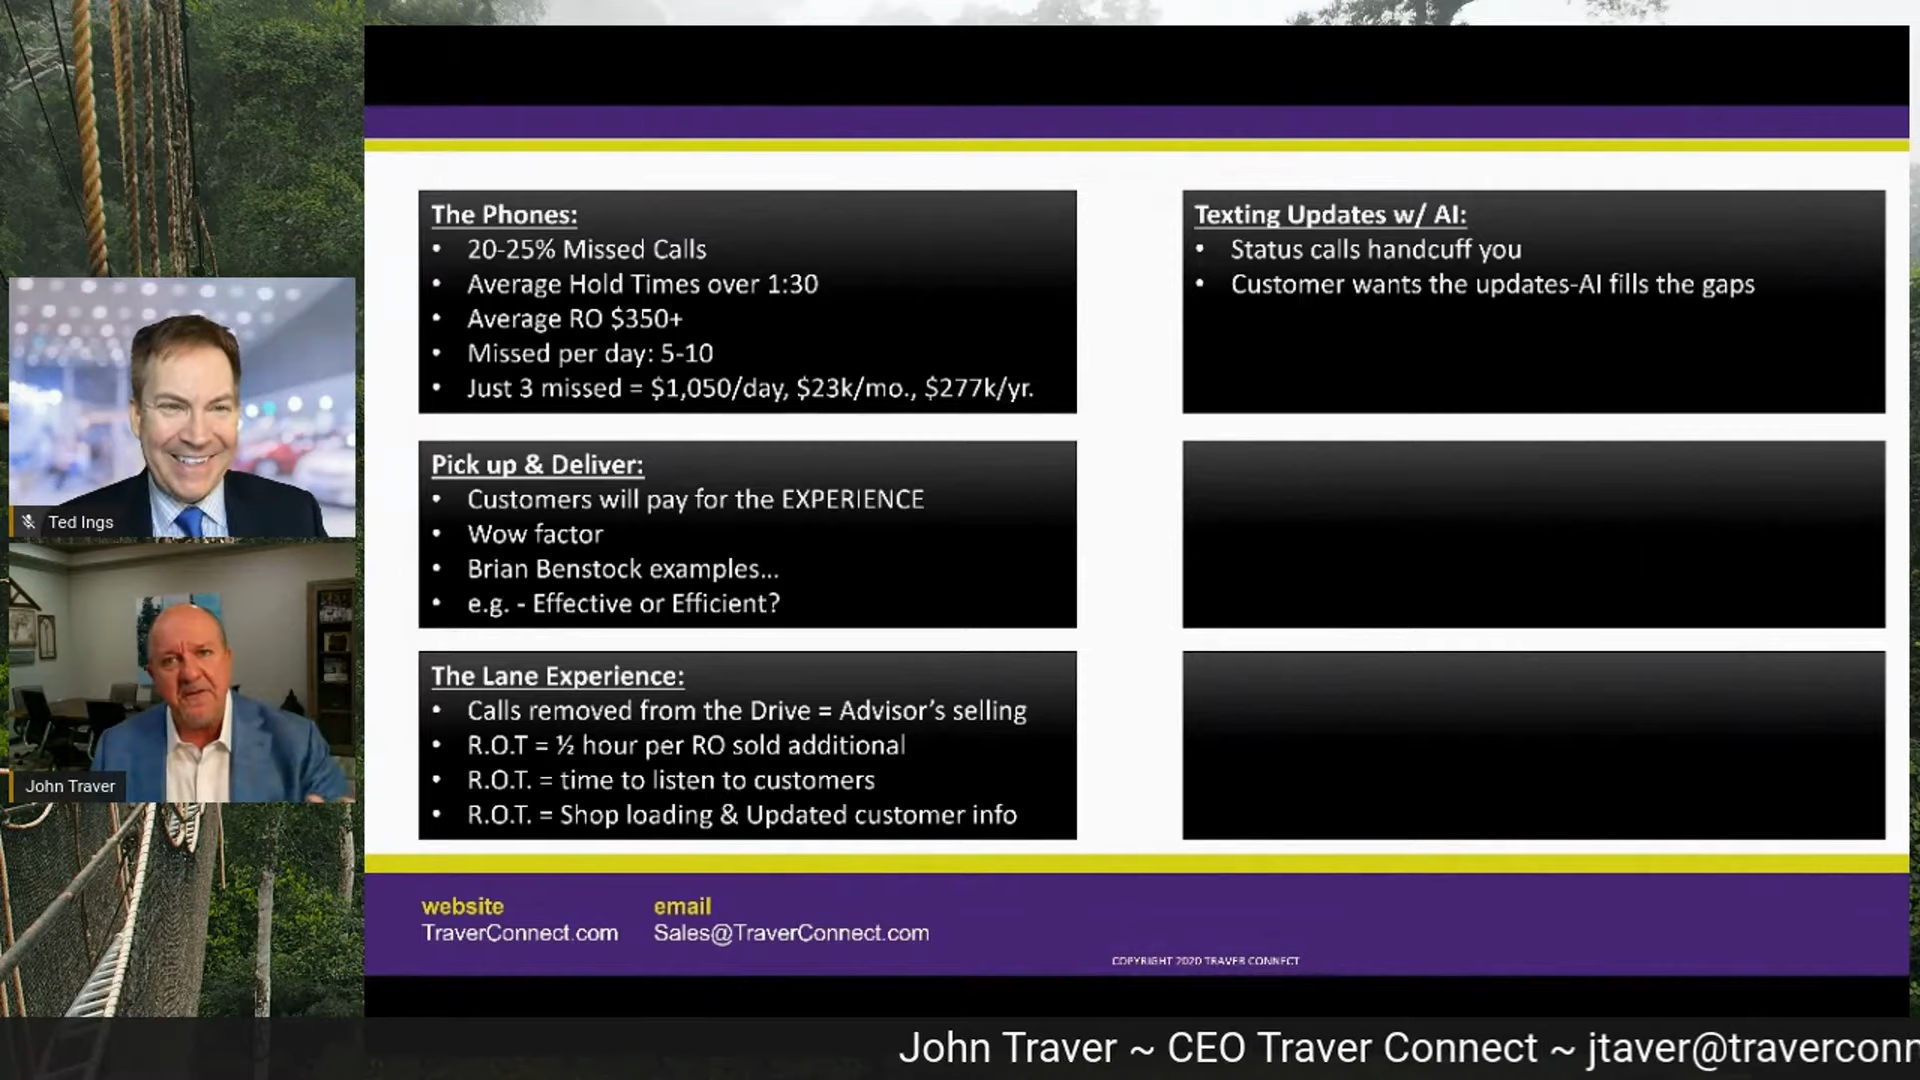 The Phones:
• 20-25% Missed Calls
• Average Hold Times over 1:30
• Average RO $350+
• Missed per day: 5-10
• Just 3 missed = $1,050/day, $23k/mo., $277k/yr.
Texting Updates w/ AI:
• Status calls handcuff you
• Customer wants the updates-AI fills the gaps
Pick up & Deliver:
• Customers will pay for the EXPERIENCE
• Wow factor
• Brian Benstock examples...
• e.g. - Effective or Efficient?
The Lane Experience:
• Calls removed from the Drive = Advisor's selling
• R.O.T = ½ hour per RO sold additional
• R.O.T. = time to listen to customers
• R.O.T. = Shop loading & Updated customer info
Ted Ings
John Traver
website
TraverConnect.com
email
Sales@TraverConnect.com
COPYRIGHT 2020 TRAVER CONNECT
John Traver ~ CEO Traver Connect ~ jtaver@traverconn